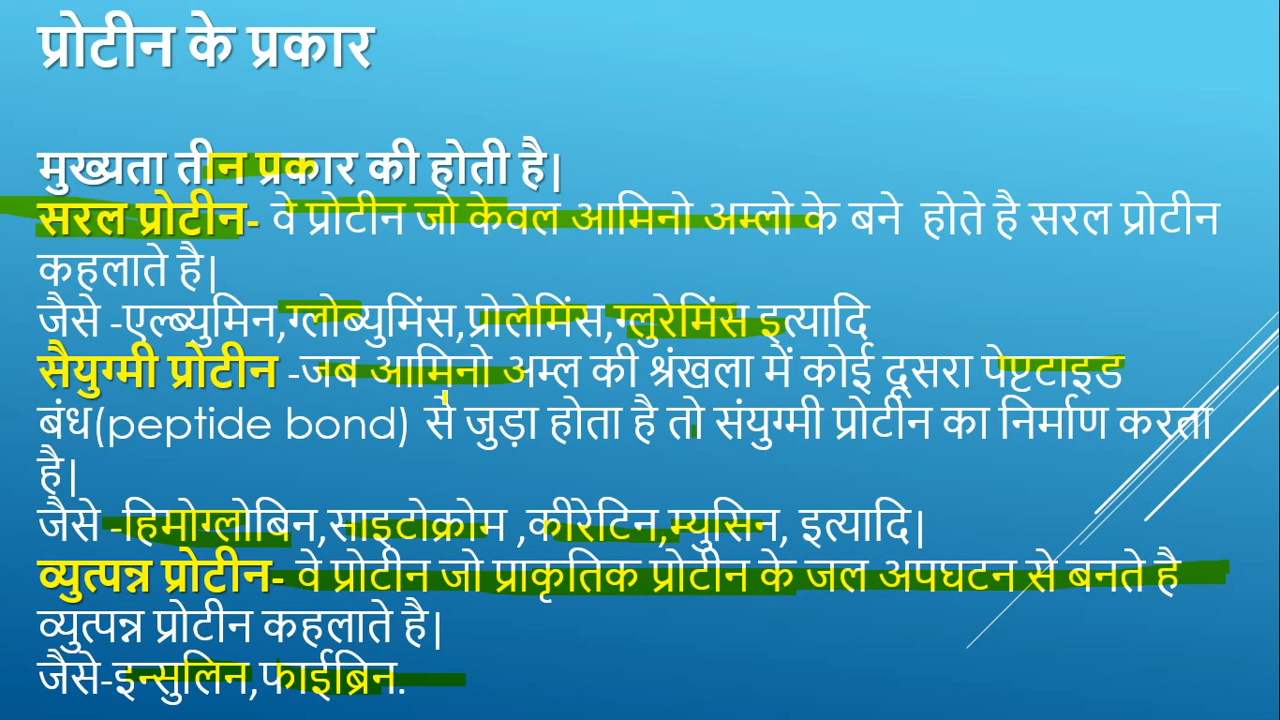 प्रोटीन के प्रकार
मुख्यता तीन प्रकार की होती है|
सरल प्रोटीन- वे प्रोटीन जो केवल आमिनो अम्लो के बने होते है सरल प्रोटीन
कहलाते है|
जैसे -एल्ब्युमिन,ग्लोब्युमिंस,प्रोलेमिंस,ग्लुरेमिंस इत्यादि
सैयुग्मी प्रोटीन -जब आमिनो अम्ल की श्रंखला में कोई दूसरा पेप्टाइड
बंध(peptide bond) से जुड़ा होता है तो संयुग्मी प्रोटीन का निर्माण करता
है|
जैसे -हिमोग्लोबिन,साइटोक्रोम ,कीरेटिन,म्युसिन, इत्यादि|
व्युत्पन्न प्रोटीन- वे प्रोटीन जो प्राकृतिक प्रोटीन के जल अपघटन से बनते है
व्युत्पन्न प्रोटीन कहलाते है|
जैसे-इन्सुलिन,फाईब्रिन.